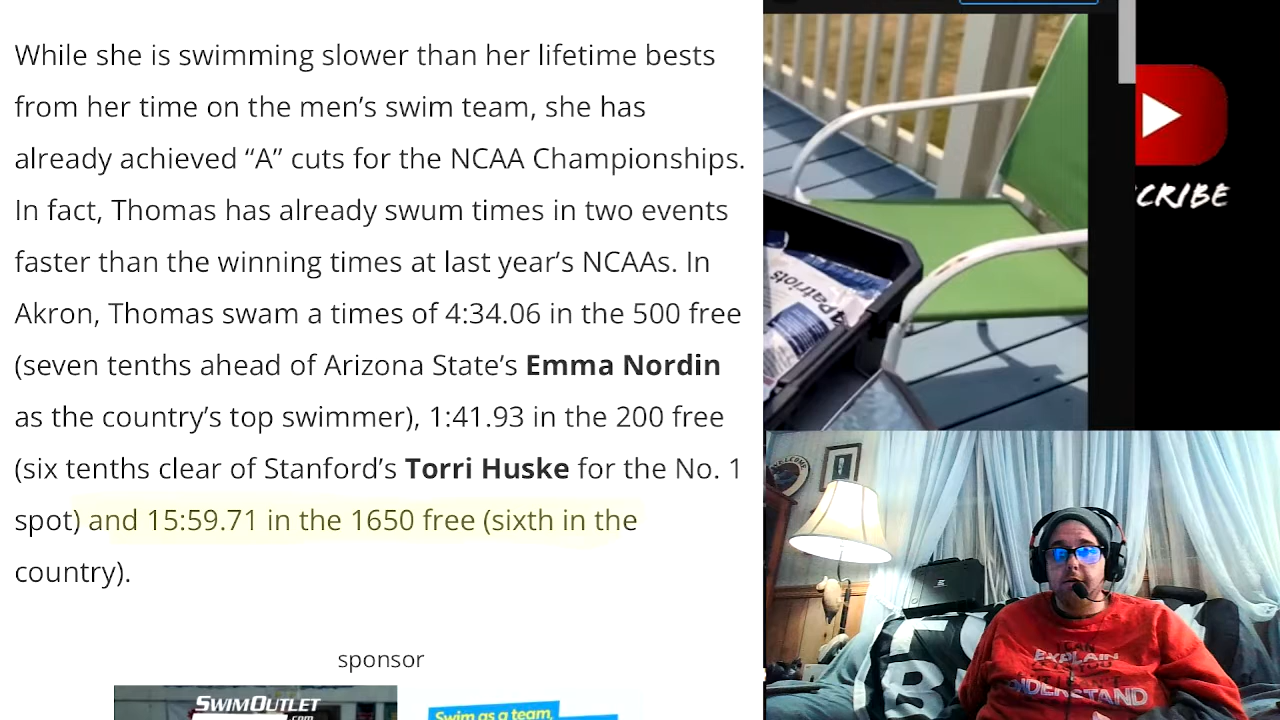 While she is swimming slower than her lifetime bests
from her time on the men's swim team, she has
already achieved “A” cuts for the NCAA Championships.
In fact, Thomas has already swum times in two events
faster than the winning times at last year's NCAAs. In
Akron, Thomas swam a times of 4:34.06 in the 500 free
(seven tenths ahead of Arizona State's Emma Nordin
as the country's top swimmer), 1:41.93 in the 200 free
(six tenths clear of Stanford's Torri Huske for the No. 1
spot) and 15:59.71 in the 1650 free (sixth in the
country).
sponsor
SWIMOUTLET
.com
Swim as a team,
Patriots
CRIBE
WELCOME
B
EXPLAIN
UNDERSTAND